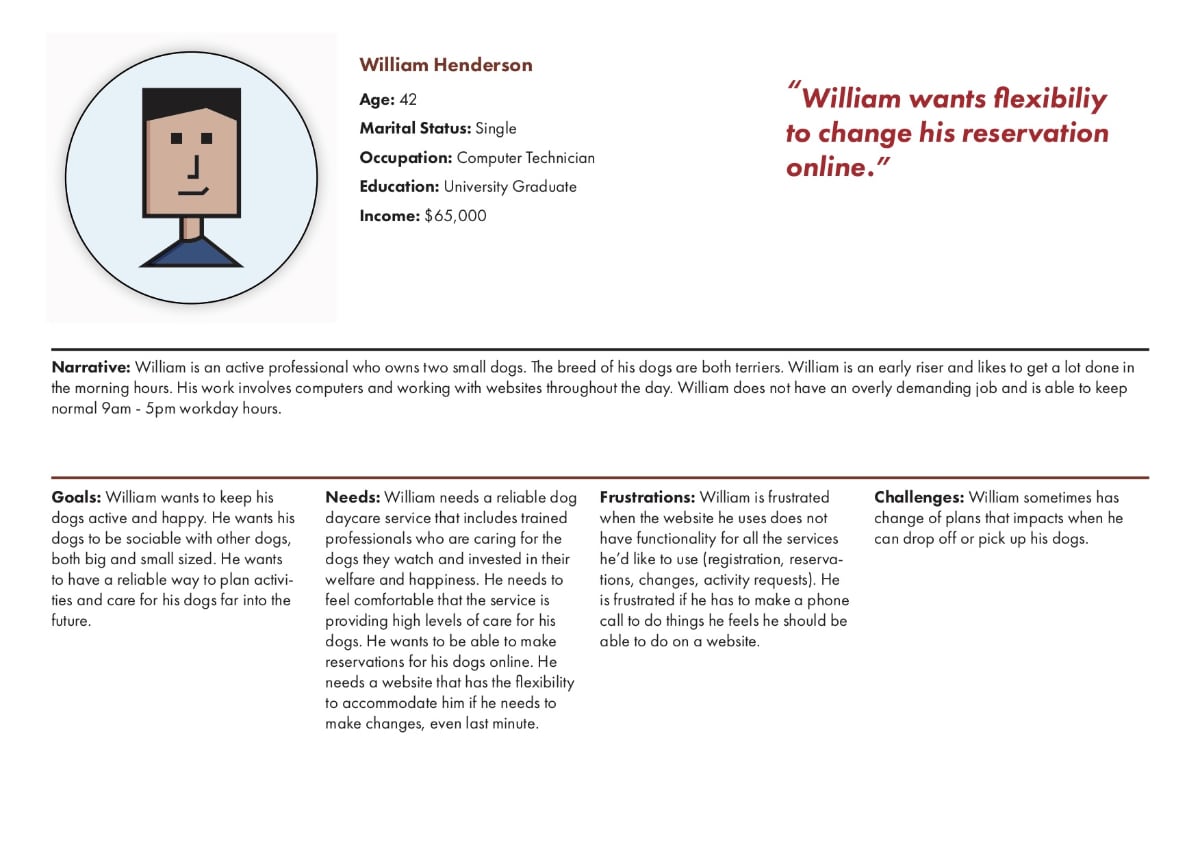 William Henderson
Age: 42
Marital Status: Single
Occupation: Computer Technician
Education: University Graduate
Income: $65,000
“William wants flexibiliy
to change his reservation
online.”
Narrative: William is an active professional who owns two small dogs. The breed of his dogs are both terriers. William is an early riser and likes to get a lot done in
the morning hours. His work involves computers and working with websites throughout the day. William does not have an overly demanding job and is able to keep
normal 9am - 5pm workday hours.
Goals: William wants to keep his
dogs active and happy. He wants his
dogs to be sociable with other dogs,
both big and small sized. He wants
to have a reliable way to plan activi-
ties and care for his dogs far into the
future.
Needs: William needs a reliable dog
daycare service that includes trained
professionals who are caring for the
dogs they watch and invested in their
welfare and happiness. He needs to
feel comfortable that the service is
providing high levels of care for his
dogs. He wants to be able to make
reservations for his dogs online. He
needs a website that has the flexibility
to accommodate him if he needs to
make changes, even last minute.
Frustrations: William is frustrated
when the website he uses does not
have functionality for all the services
he’d like to use (registration, reserva-
tions, changes, activity requests). He
is frustrated if he has to make a phone
call to do things he feels he should be
able to do on a website.
Challenges: William sometimes has
change of plans that impacts when he
can drop off or pick up his dogs.